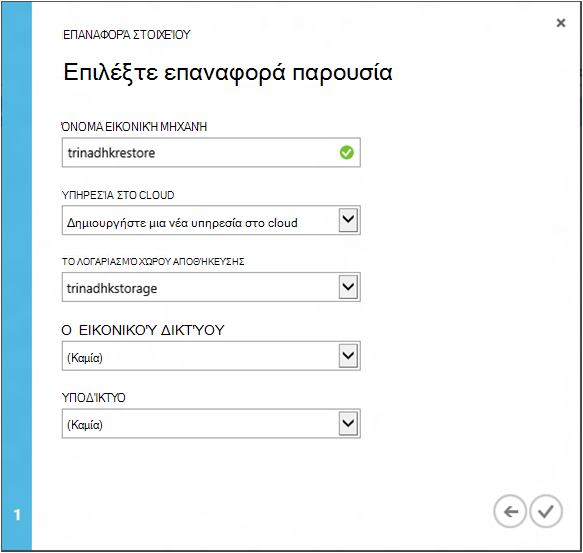 ΕΠΑΝΑΦΟΡΆ ΣΤΟΙΧΕΊΟΥ
Επιλέξτε επαναφορά παρουσία
ΌΝΟΜΑ ΕΙΚΟΝΙΚΉ ΜΗΧΑΝΉ
trinadhkrestore
ΥΠΗΡΕΣΊΑ ΣΤΟ CLOUD
Δημιουργήστε μια νέα υπηρεσία στο cloud
ΤΟ ΛΟΓΑΡΙΑΣΜΌ ΧΏΡΟΥ ΑΠΟΘΉΚΕΥΣΗΣ
trinadhkstorage
Ο ΕΙΚΟΝΙΚΟΎ ΔΙΚΤΎΟΥ
(Καμία)
ΥΠΟΔΊΚΤΥΌ
(Καμία)
1